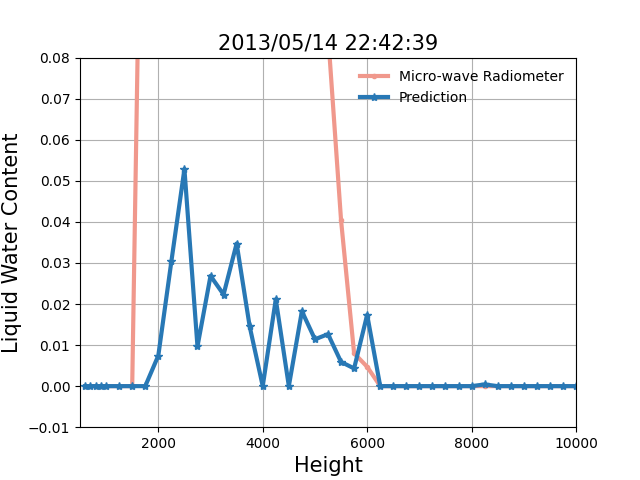 2013/05/14 22:42:39
Micro-wave Radiometer
Prediction
Liquid Water Content
0.08
0.07
0.06
0.05
0.04
0.03
0.02
0.01
0.00
−0.01
2000 4000 6000 8000 10000
Height